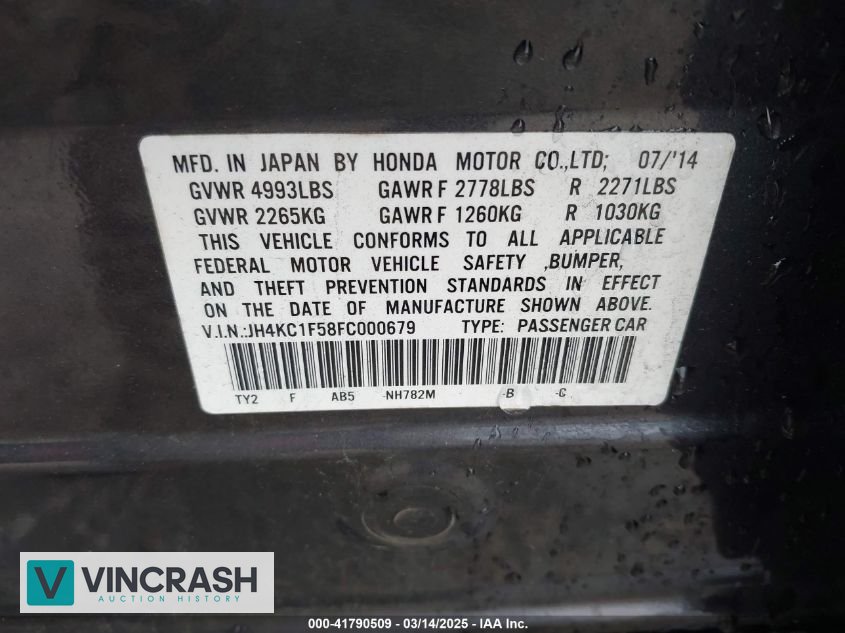 MFD. IN JAPAN BY HONDA MOTOR CO.,LTD; 07/'14
GVWR 4993LBS GAWR F 2778LBS R 2271LBS
GVWR 2265KG GAWR F 1260KG R 1030KG
THIS VEHICLE CONFORMS TO ALL APPLICABLE
FEDERAL MOTOR VEHICLE SAFETY ,BUMPER,
AND THEFT PREVENTION STANDARDS IN EFFECT
ON THE DATE OF MANUFACTURE SHOWN ABOVE.
V.I.N.:JH4KC1F58FC000679 TYPE: PASSENGER CAR
TY2 F AB5 -NH782M -B -C
VINCRASH
AUCTION HISTORY
000-41790509 — 03/14/2025 — IAA Inc.